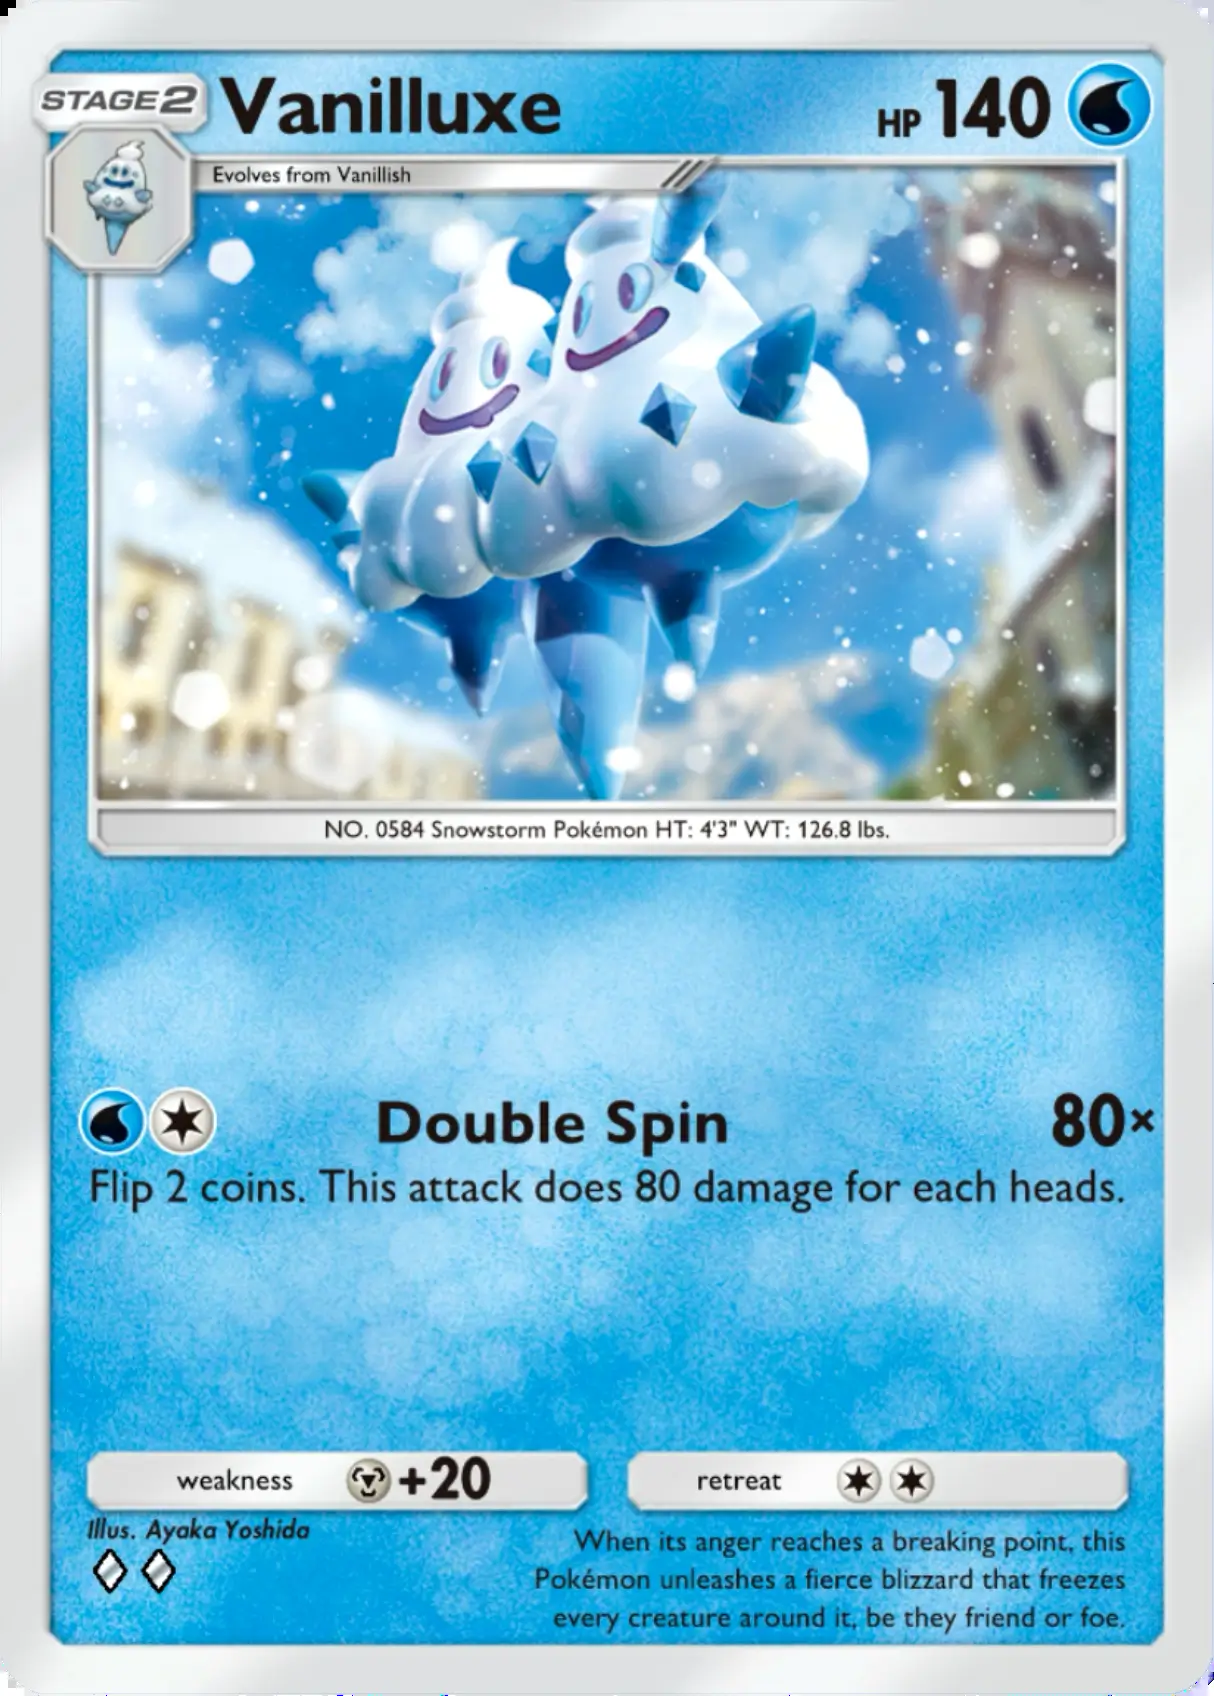 STAGE2 Vanilluxe HP 140
Evolves from Vanillish
NO. 0584 Snowstorm Pokémon HT: 4'3" WT: 126.8 lbs.
Double Spin 80×
Flip 2 coins. This attack does 80 damage for each heads.
weakness +20 retreat
Illus. Ayaka Yoshida
When its anger reaches a breaking point, this
Pokémon unleashes a fierce blizzard that freezes
every creature around it, be they friend or foe.